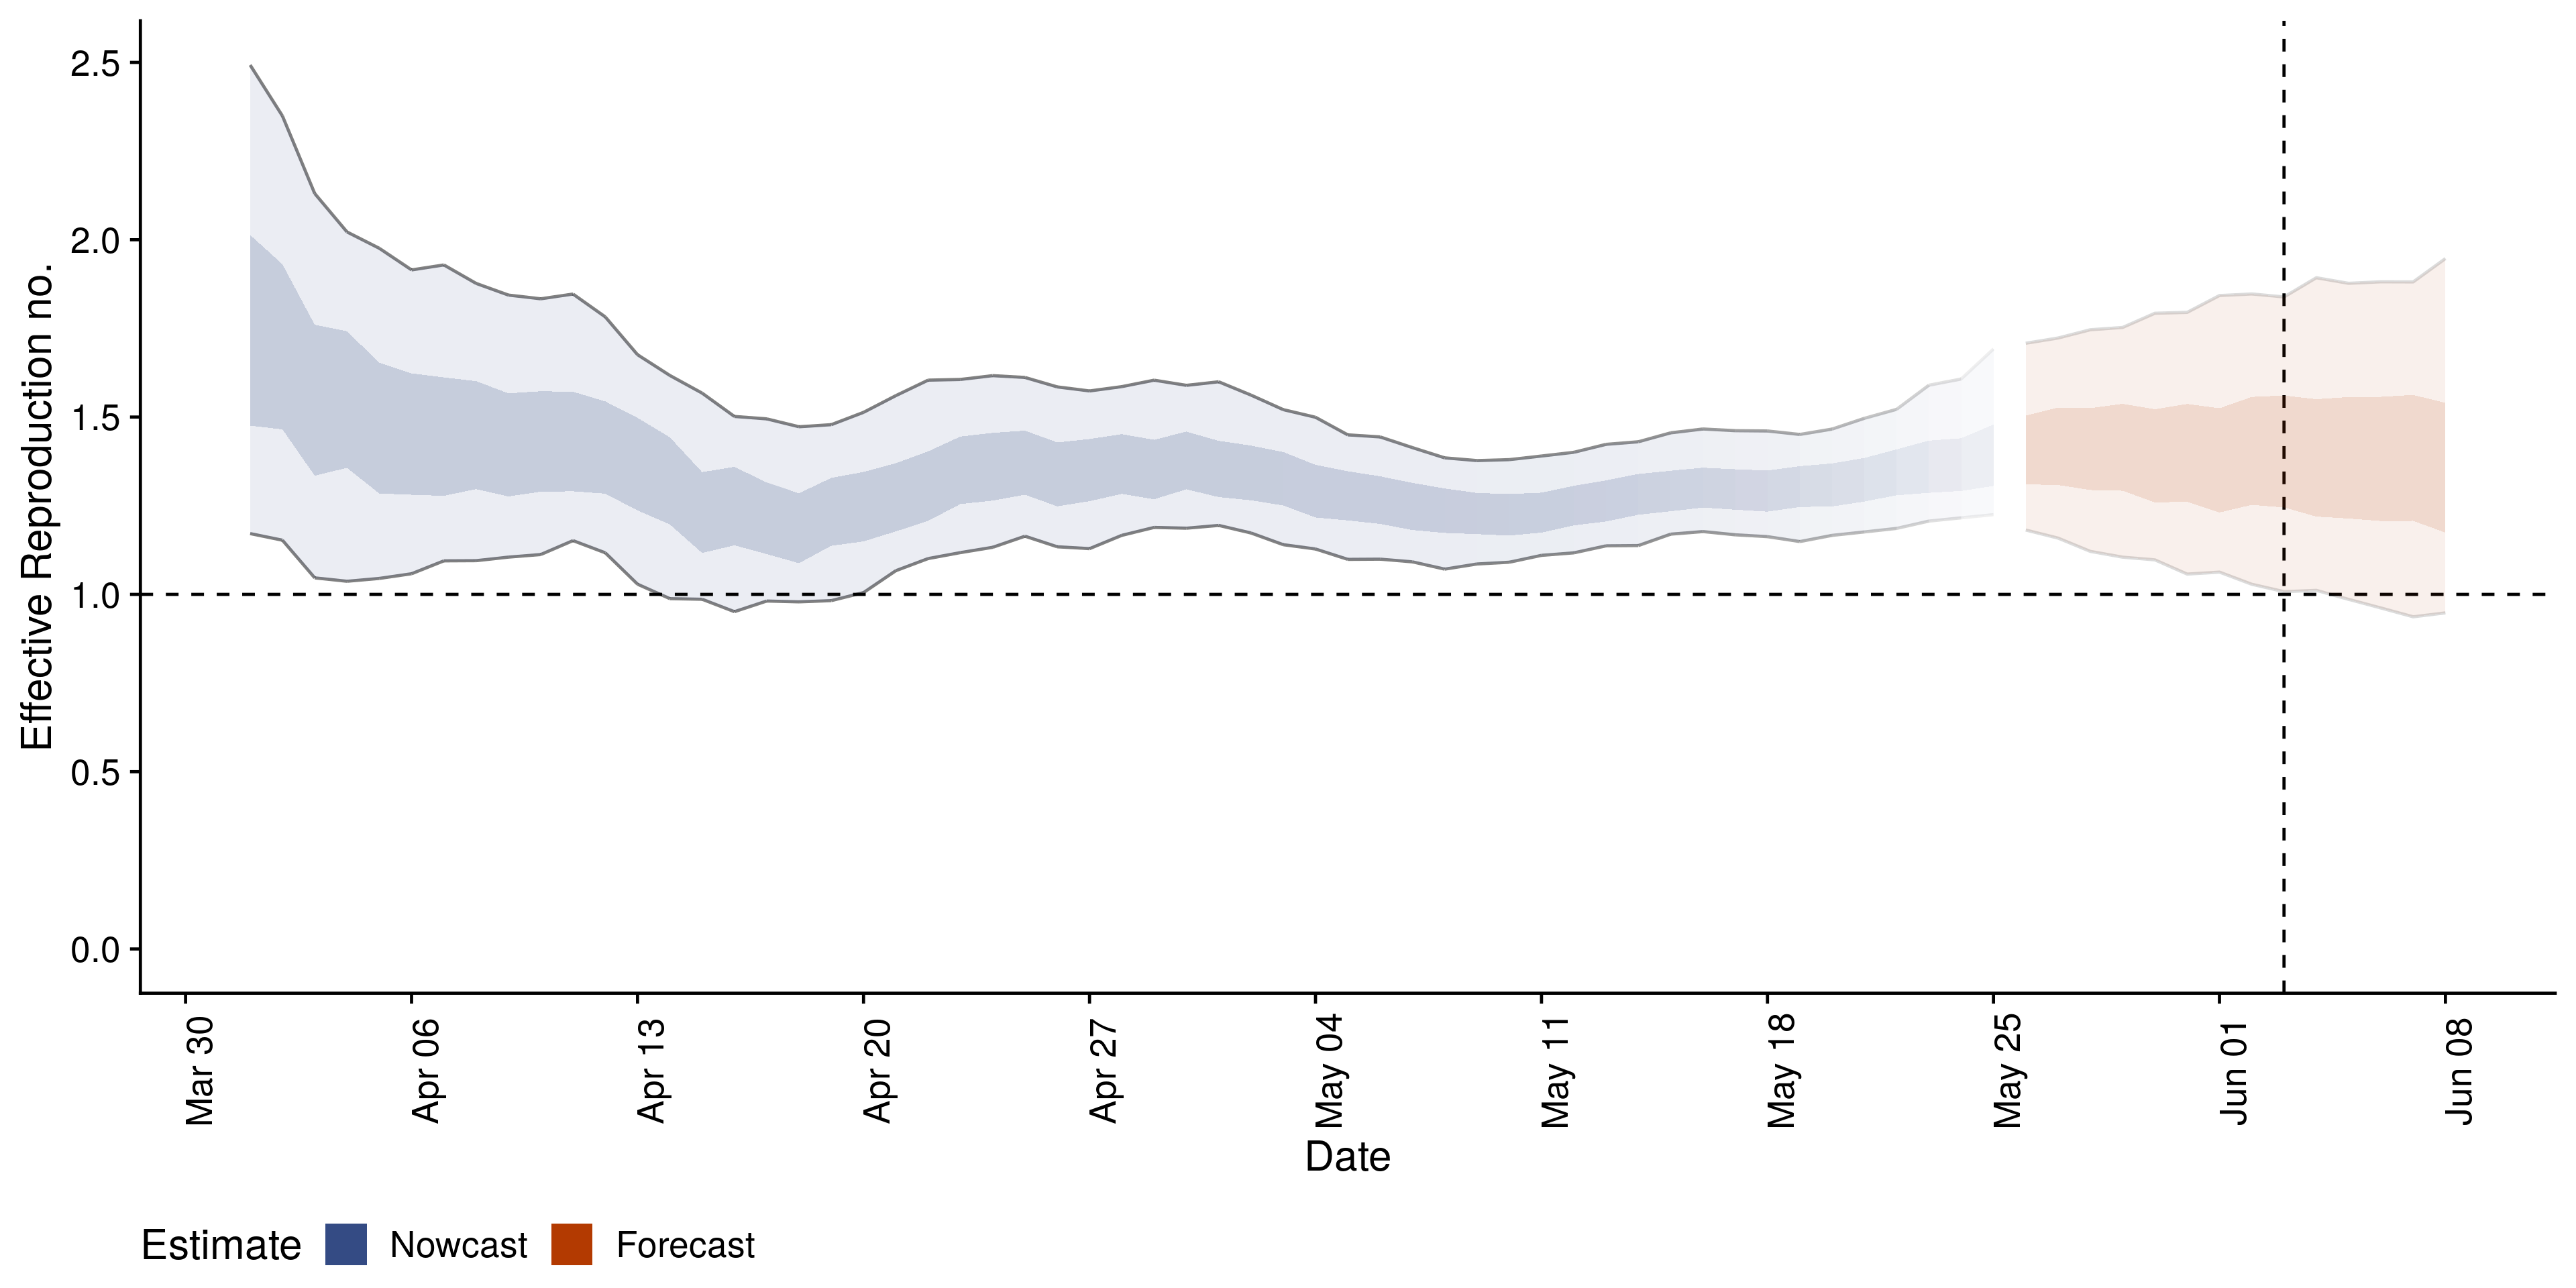 Effective Reproduction no.
2.5
2.0
1.5
1.0
0.5
0.0
Mar 30
Apr 06
Apr 13
Apr 20
Apr 27
May 04
May 11
May 18
May 25
Jun 01
Jun 08
Date
Estimate Nowcast Forecast